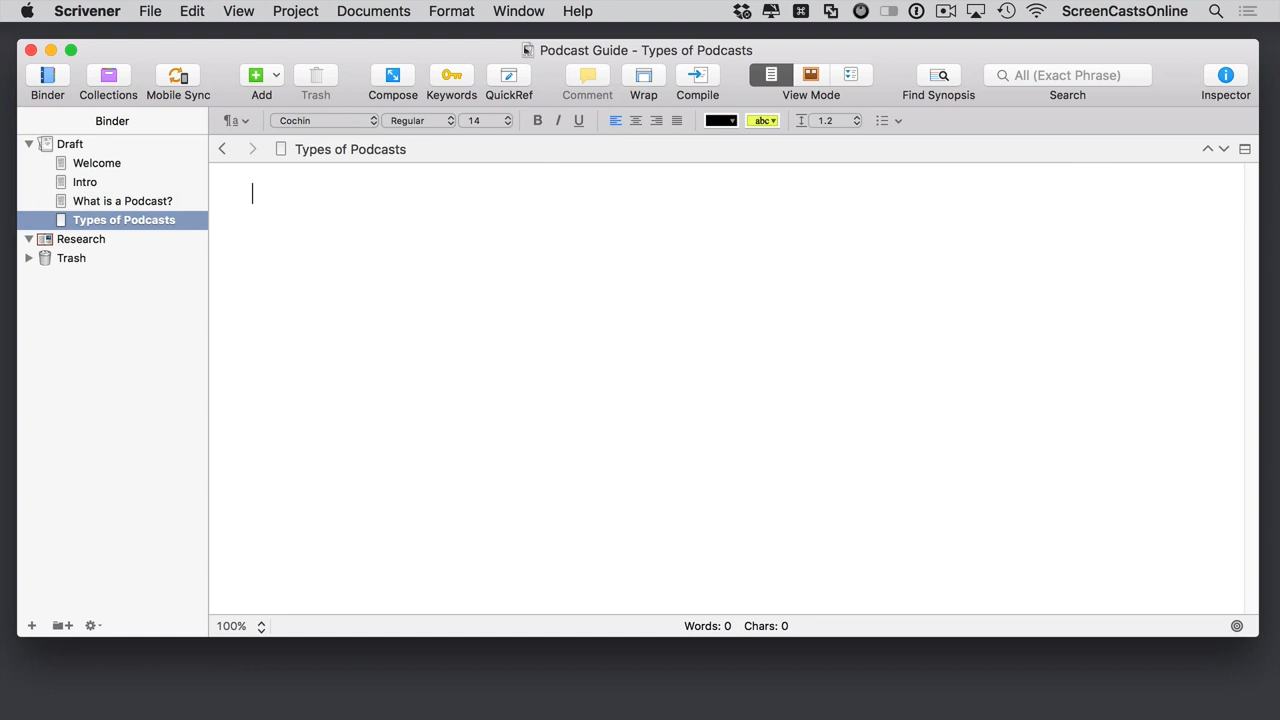 Scrivener File Edit View Project Documents Format Window Help ScreenCastsOnline
Podcast Guide - Types of Podcasts
Binder Collections Mobile Sync Add Trash Compose Keywords QuickRef Comment Wrap Compile View Mode Find Synopsis All (Exact Phrase) Search Inspector
Binder
¶a Cochin Regular 14 B I U abc 1.2
Types of Podcasts
Draft
Welcome
Intro
What is a Podcast?
Types of Podcasts
Research
Trash
100% Words: 0 Chars: 0